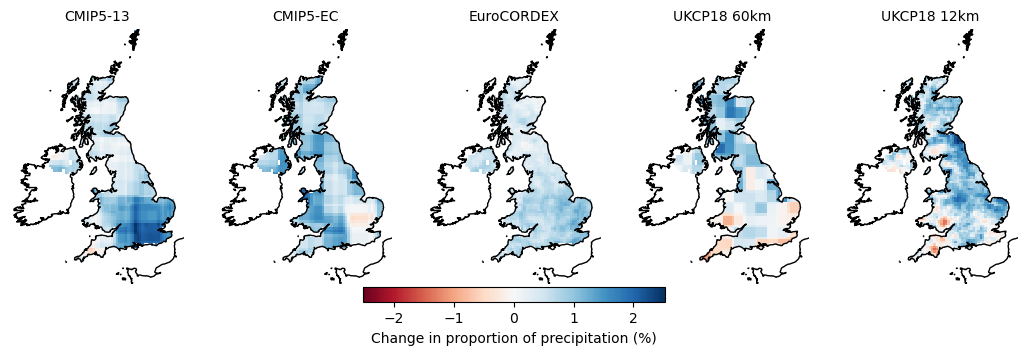 CMIP5-13 CMIP5-EC EuroCORDEX UKCP18 60km UKCP18 12km
−2 −1 0 1 2
Change in proportion of precipitation (%)